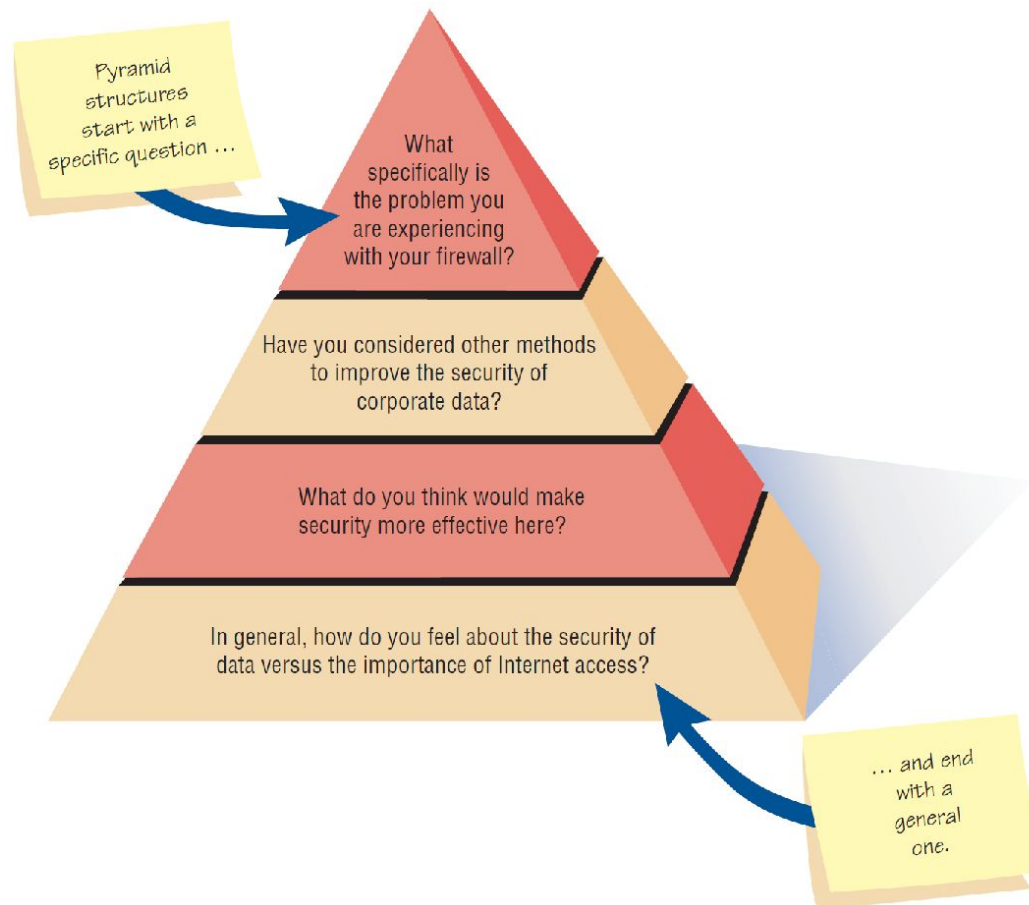 Pyramid
structures
start with a
specific question ...
What
specifically is
the problem you
are experiencing
with your firewall?
Have you considered other methods
to improve the security of
corporate data?
What do you think would make
security more effective here?
In general, how do you feel about the security of
data versus the importance of Internet access?
... and end
with a
general
one.